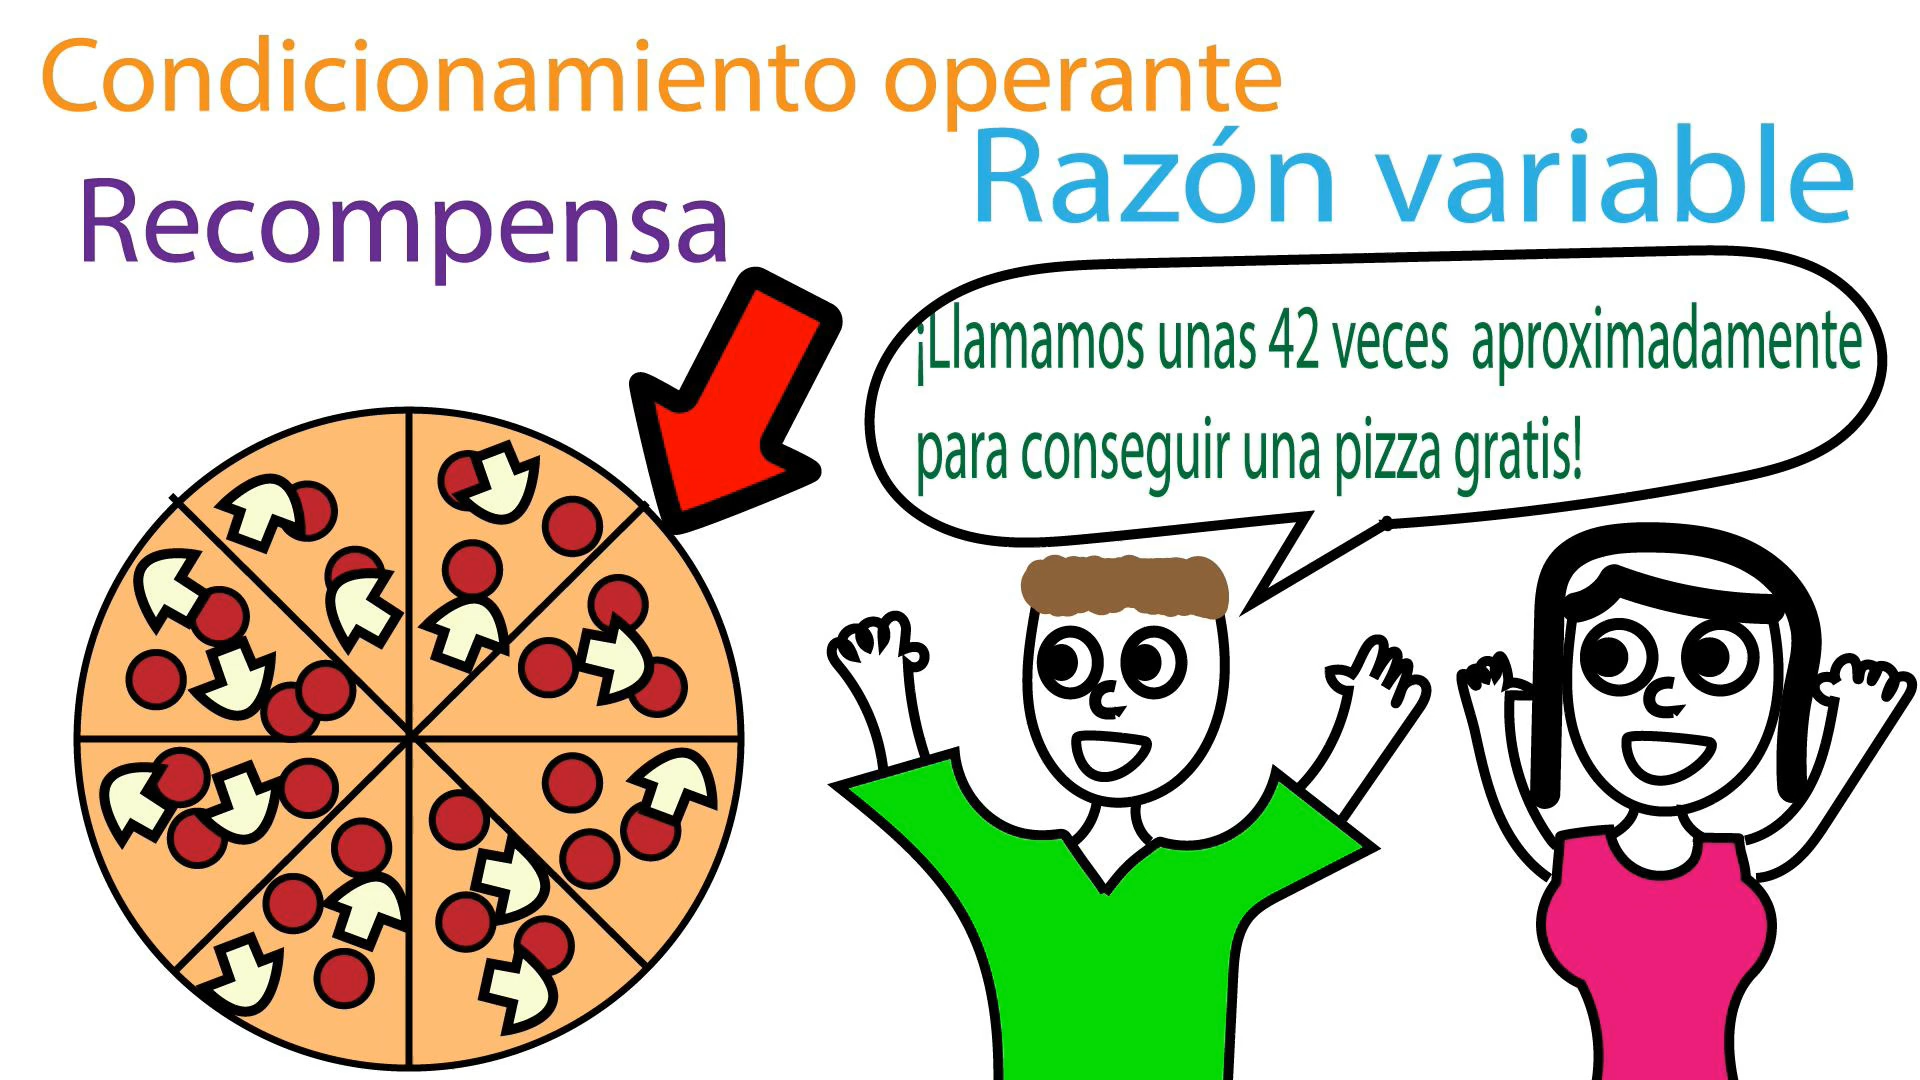 Condicionamiento operante
Razón variable
Recompensa
¡Llamamos unas 42 veces aproximadamente
para conseguir una pizza gratis!